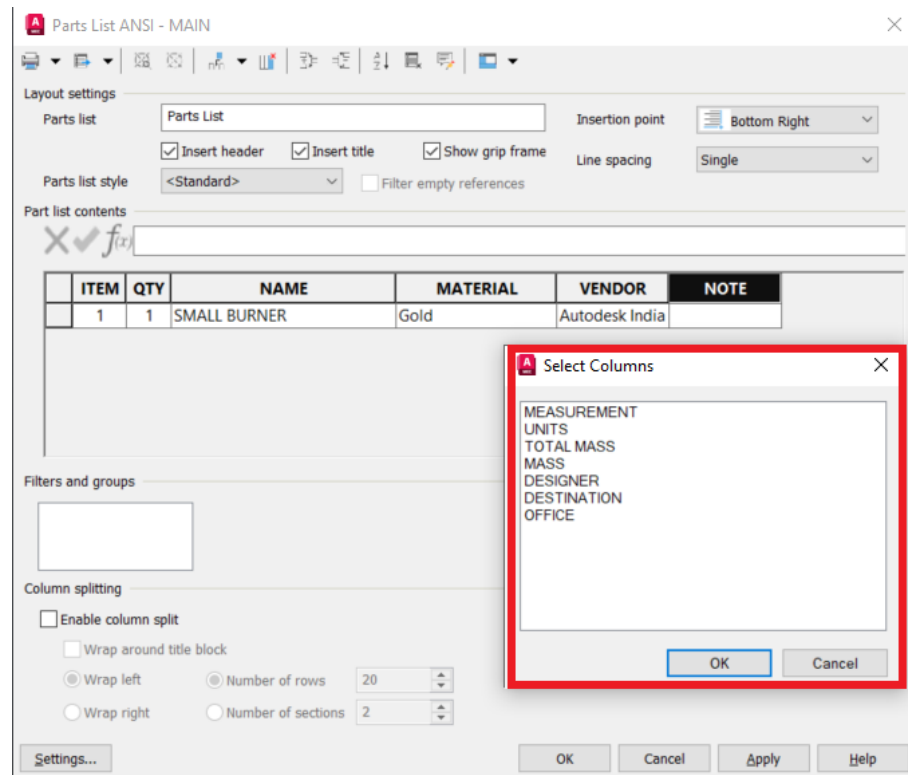 Parts List ANSI - MAIN
Layout settings
Parts list Parts List Insertion point Bottom Right
Insert header Insert title Show grip frame Line spacing Single
Parts list style <Standard> Filter empty references
Part list contents
f(x)
ITEM QTY NAME MATERIAL VENDOR NOTE
1 1 SMALL BURNER Gold Autodesk India
Select Columns
MEASUREMENT
UNITS
TOTAL MASS
MASS
DESIGNER
DESTINATION
OFFICE
OK Cancel
Filters and groups
Column splitting
Enable column split
Wrap around title block
Wrap left Number of rows 20
Wrap right Number of sections 2
Settings... OK Cancel Apply Help